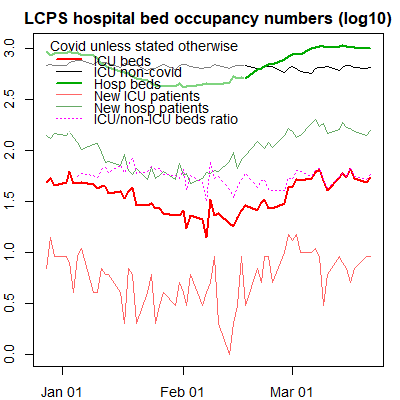 LCPS hospital bed occupancy numbers (log10)
Covid unless stated otherwise
ICU beds
ICU non-covid
Hosp beds
New ICU patients
New hosp patients
ICU/non-ICU beds ratio
3.0
2.5
2.0
1.5
1.0
0.5
0.0
Jan 01 Feb 01 Mar 01